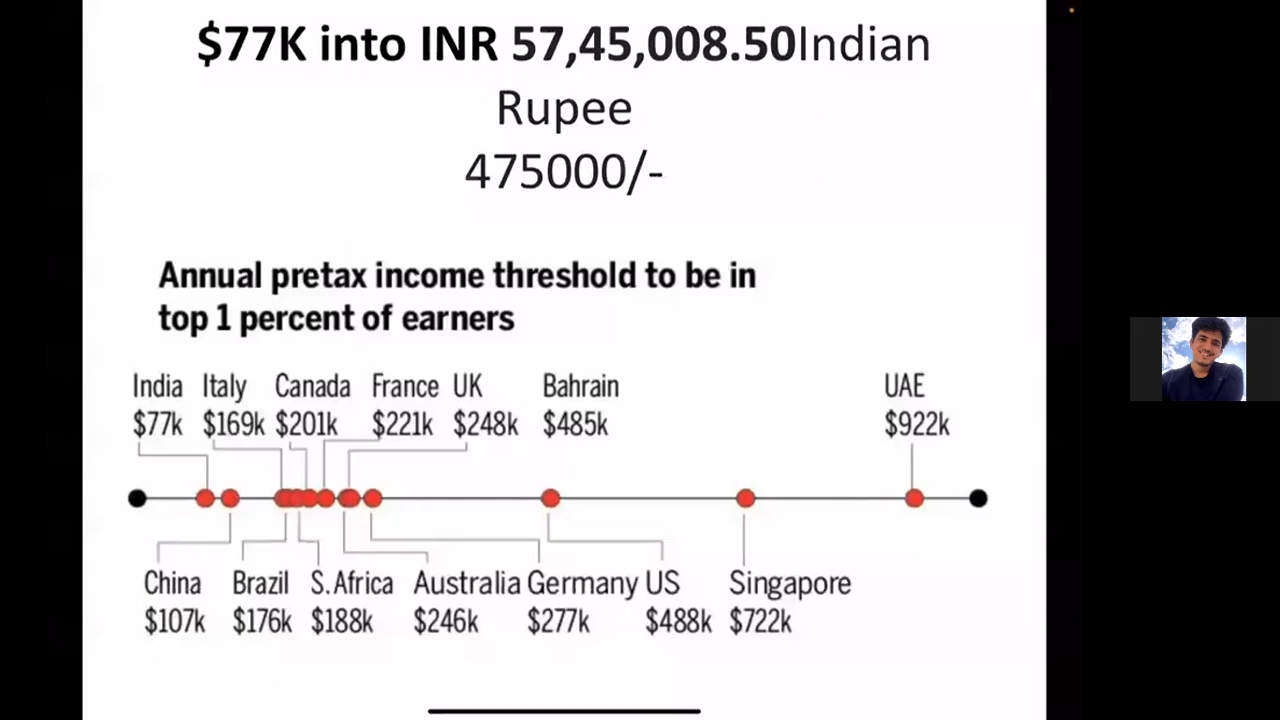 $77K into INR 57,45,008.50Indian
Rupee
475000/-
Annual pretax income threshold to be in
top 1 percent of earners
India Italy Canada France UK Bahrain UAE
$77k $169k $201k $221k $248k $485k $922k
China Brazil S. Africa Australia Germany US Singapore
$107k $176k $188k $246k $277k $488k $722k